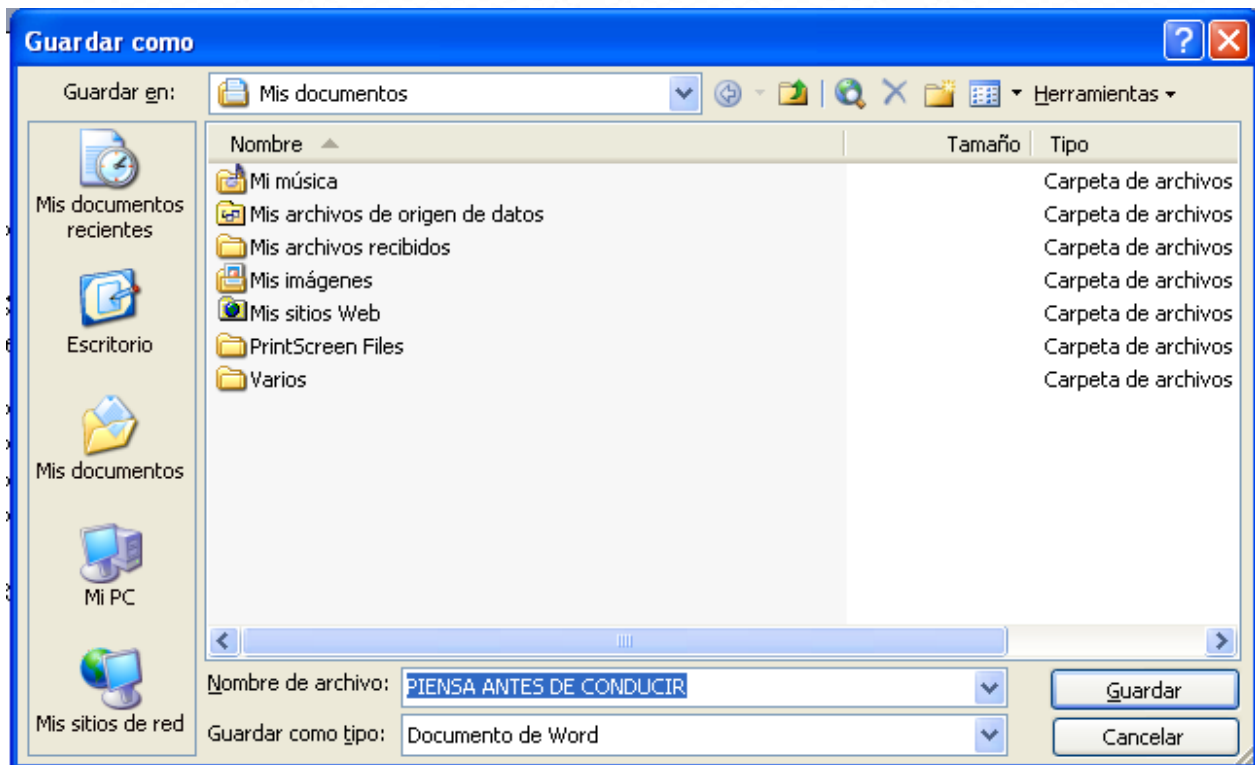 Guardar como
Guardar en:
Mis documentos
Herramientas
Mis documentos
recientes
Escritorio
Mis documentos
Mi PC
Mis sitios de red
Nombre Tamaño Tipo
Mi música Carpeta de archivos
Mis archivos de origen de datos Carpeta de archivos
Mis archivos recibidos Carpeta de archivos
Mis imágenes Carpeta de archivos
Mis sitios Web Carpeta de archivos
PrintScreen Files Carpeta de archivos
Varios Carpeta de archivos
Nombre de archivo: PIENSA ANTES DE CONDUCIR
Guardar
Guardar como tipo: Documento de Word
Cancelar